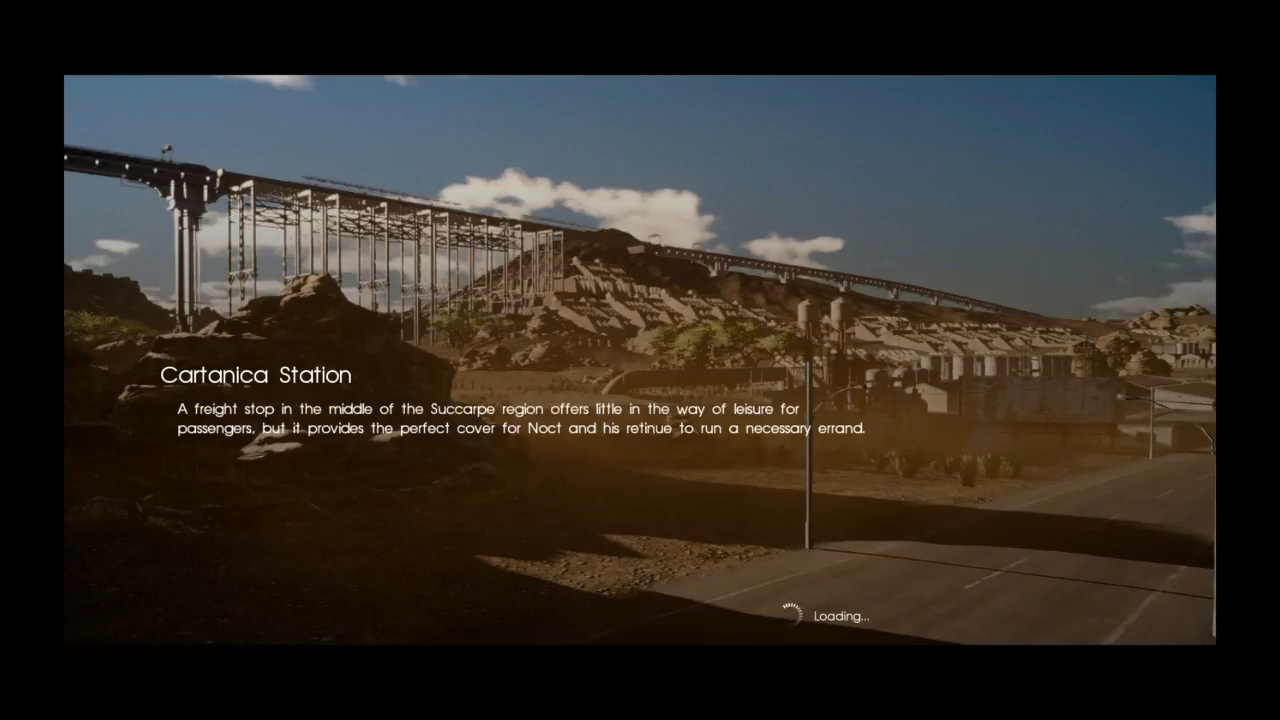 Cartanica Station
A freight stop in the middle of the Succarpe region offers little in the way of leisure for
passengers, but it provides the perfect cover for Noct and his retinue to run a necessary errand.
Loading...